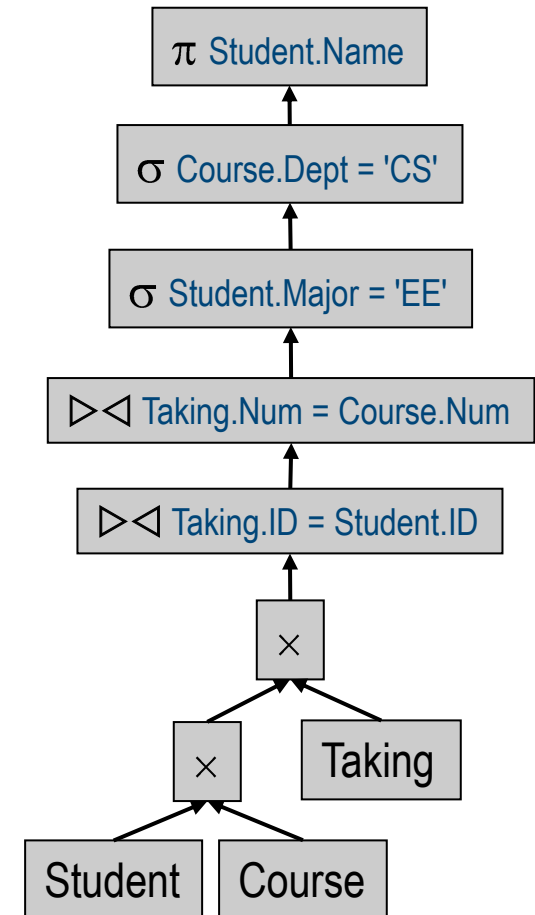 π Student.Name
σ Course.Dept = 'CS'
σ Student.Major = 'EE'
▷◁ Taking.Num = Course.Num
▷◁ Taking.ID = Student.ID
×
× Taking
Student Course